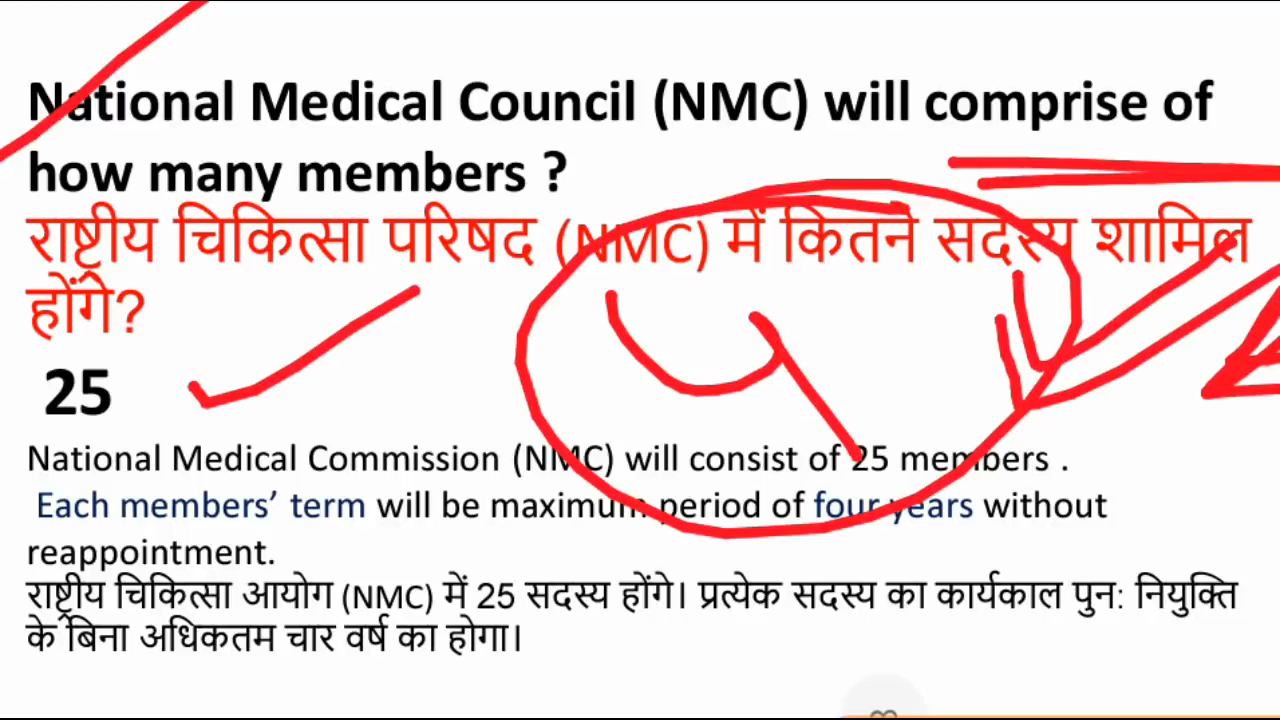 National Medical Council (NMC) will comprise of
how many members ?
राष्ट्रीय चिकित्सा परिषद (NMC) में कितने सदस्य शामिल
होंगे?
25
National Medical Commission (NMC) will consist of 25 members .
Each members’ term will be maximum period of four years without
reappointment.
राष्ट्रीय चिकित्सा आयोग (NMC) में 25 सदस्य होंगे। प्रत्येक सदस्य का कार्यकाल पुन: नियुक्ति
के बिना अधिकतम चार वर्ष का होगा।